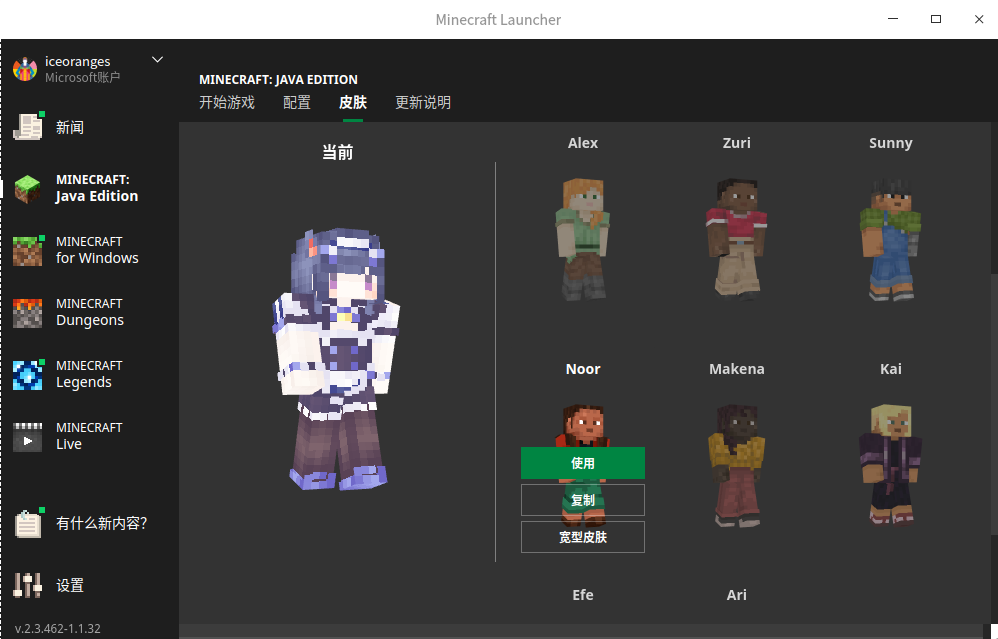 Minecraft Launcher
iceoranges
Microsoft账户
新闻
MINECRAFT:
Java Edition
MINECRAFT
for Windows
MINECRAFT
Dungeons
MINECRAFT
Legends
MINECRAFT
Live
有什么新内容?
设置
v.2.3.462-1.1.32
MINECRAFT: JAVA EDITION
开始游戏 配置 皮肤 更新说明
当前
Alex Zuri Sunny
Noor Makena Kai
使用
复制
宽型皮肤
Efe Ari